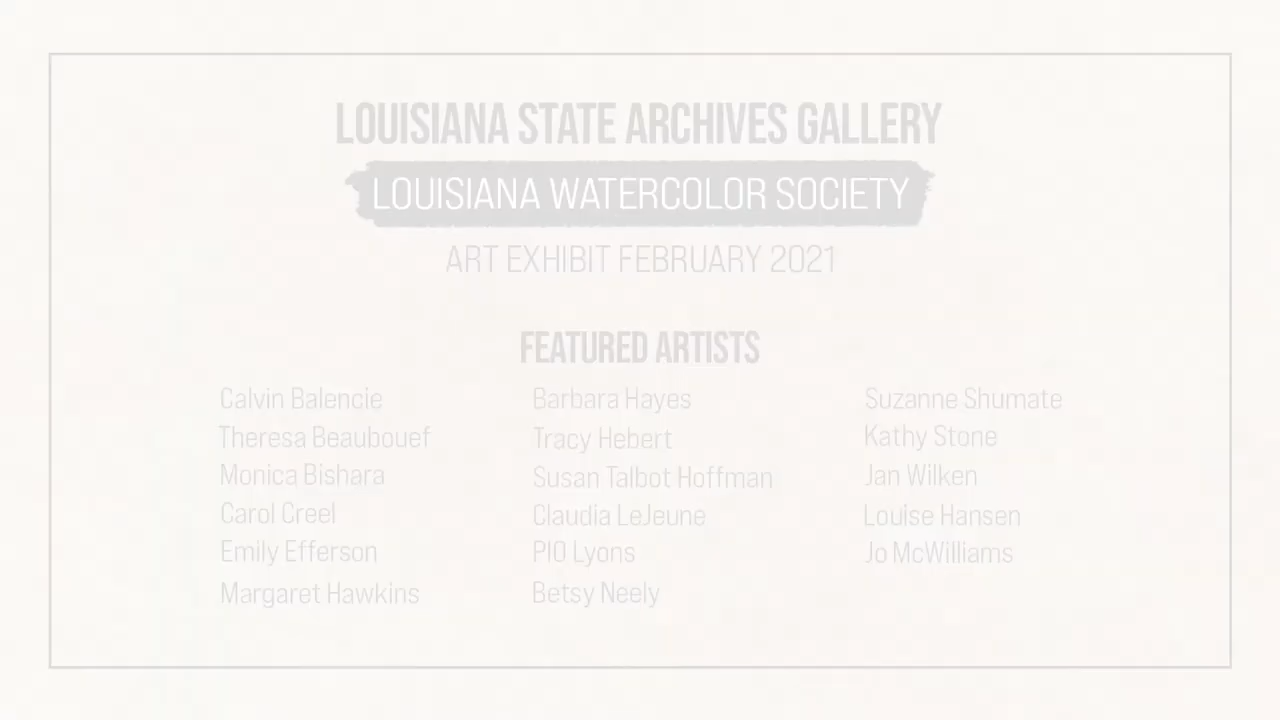 LOUISIANA STATE ARCHIVES GALLERY
LOUISIANA WATERCOLOR SOCIETY
ART EXHIBIT FEBRUARY 2021
FEATURED ARTISTS
Calvin Balencie
Theresa Beaubouef
Monica Bishara
Carol Creel
Emily Efferson
Margaret Hawkins
Barbara Hayes
Tracy Hebert
Susan Talbot Hoffman
Claudia LeJeune
PIO Lyons
Betsy Neely
Suzanne Shumate
Kathy Stone
Jan Wilken
Louise Hansen
Jo McWilliams